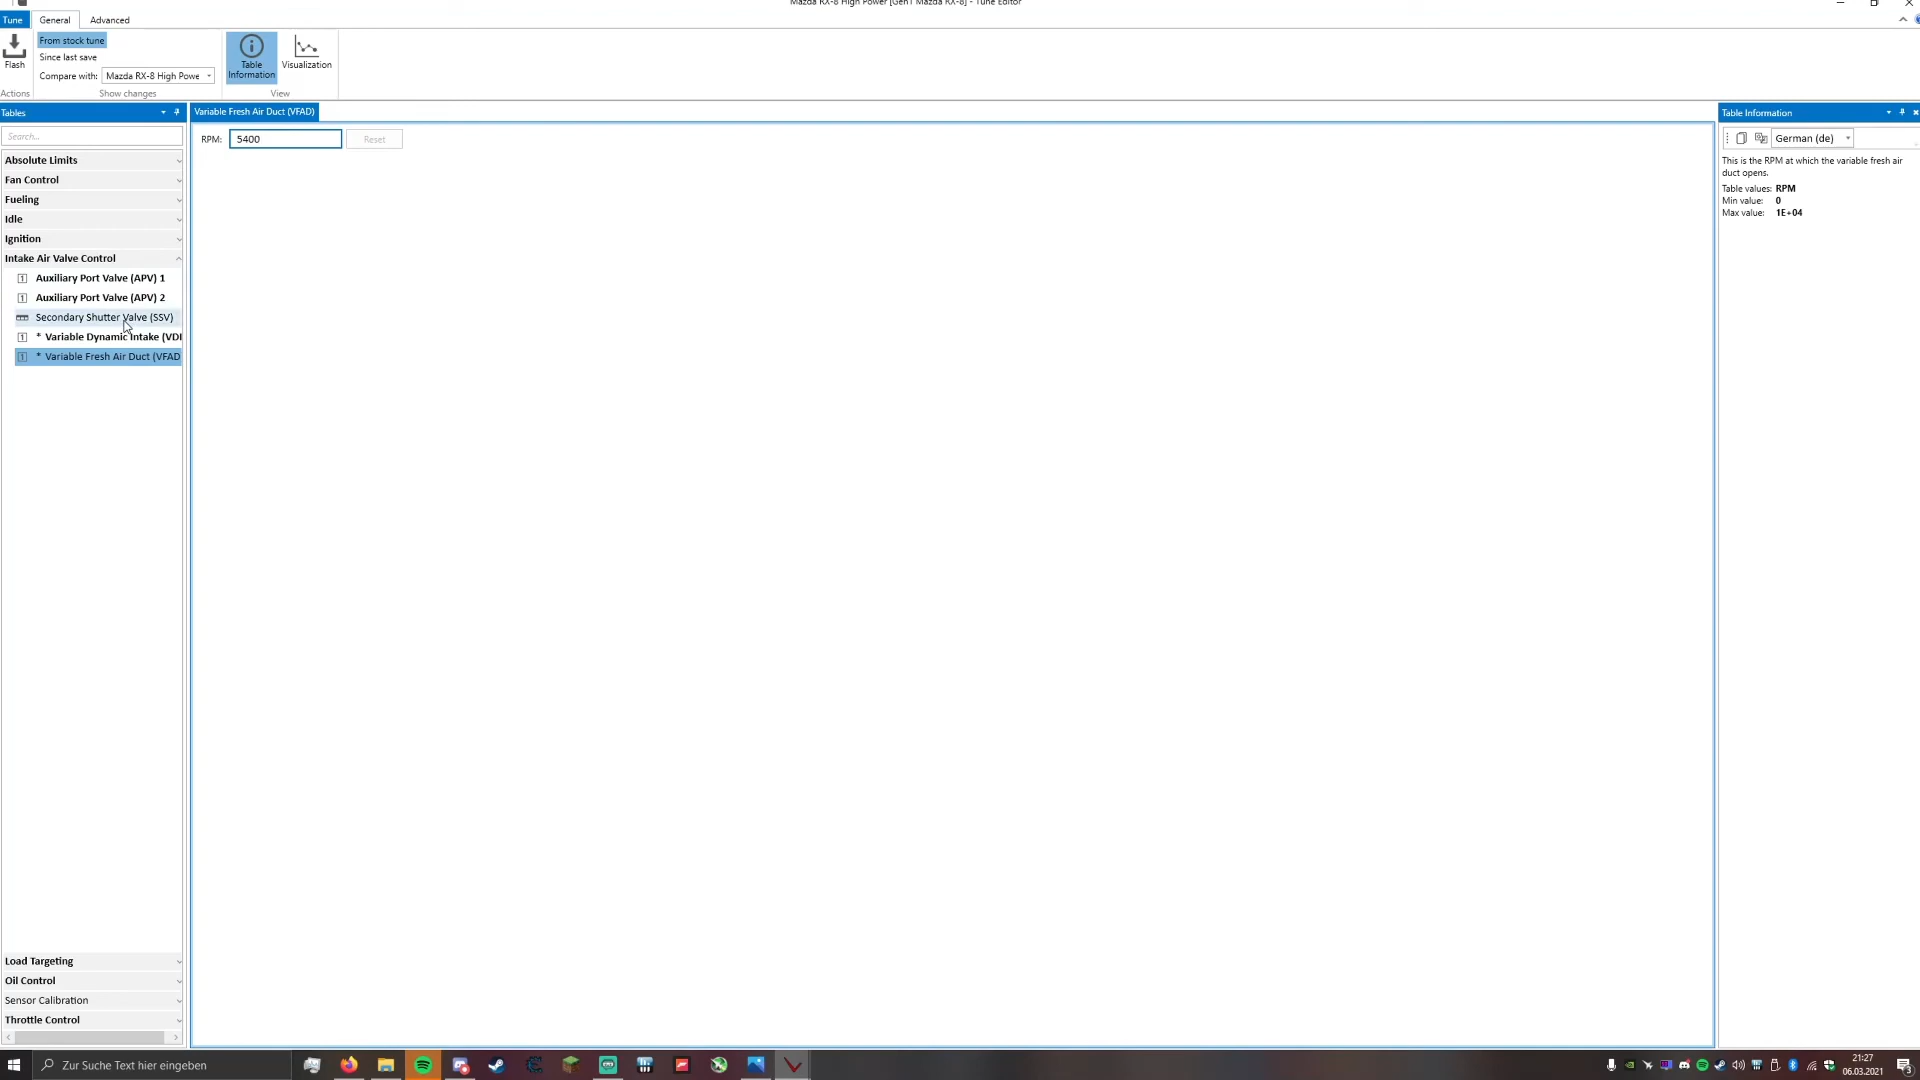 Mazda RX-8 High Power [Gen1 Mazda RX-8] - Tune Editor
Tune
General
Advanced
Flash
From stock tune
Since last save
Compare with:
Mazda RX-8 High Powe
Table
Information
Visualization
Actions
Show changes
View
Tables
Search...
Absolute Limits
Fan Control
Fueling
Idle
Ignition
Intake Air Valve Control
1 Auxiliary Port Valve (APV) 1
1 Auxiliary Port Valve (APV) 2
Secondary Shutter Valve (SSV)
1 * Variable Dynamic Intake (VDI
1 * Variable Fresh Air Duct (VFAD
Load Targeting
Oil Control
Sensor Calibration
Throttle Control
Variable Fresh Air Duct (VFAD)
RPM: 5400 Reset
Table Information
German (de)
This is the RPM at which the variable fresh air
duct opens.
Table values: RPM
Min value: 0
Max value: 1E+04
Zur Suche Text hier eingeben
21:27
06.03.2021
3